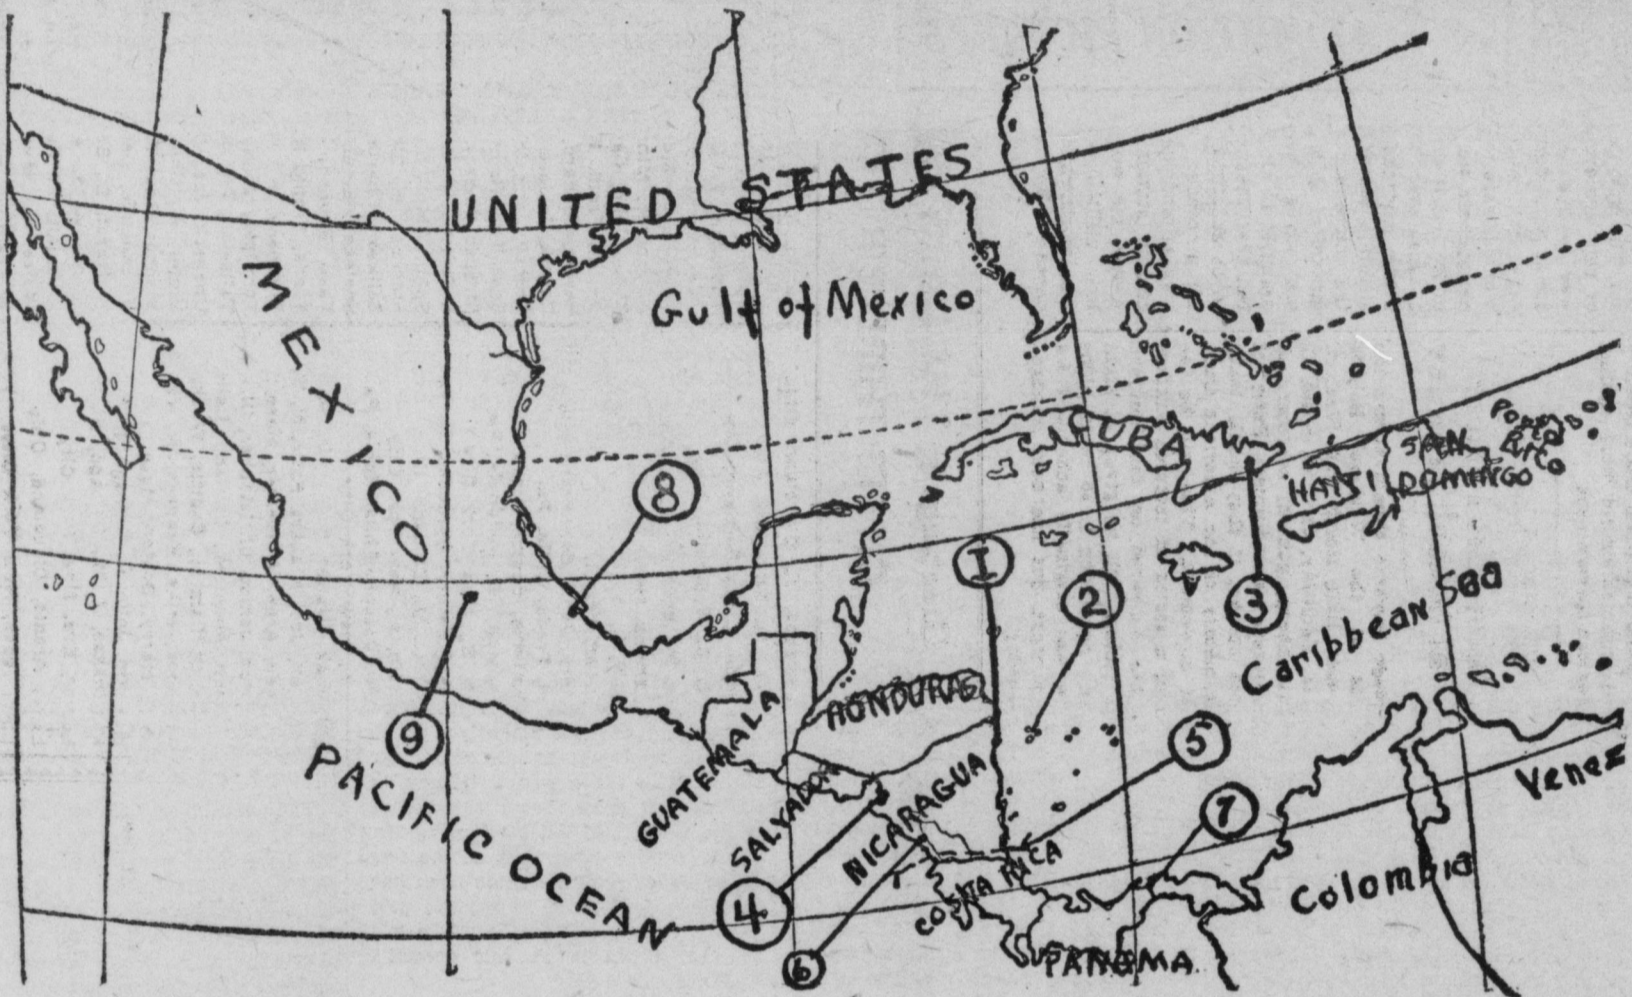 UNITED STATES
MEXICO
Gulf of Mexico
CUBA
HAITI
SAN
DOMINGO
PORTO
RICO
8
1
2
3
Caribbean Sea
HONDURAS
GUATEMALA
9
5
PACIFIC OCEAN
SALVADOR
NICARAGUA
7
Venez
4
COSTA RICA
Colombia
6
PANAMA